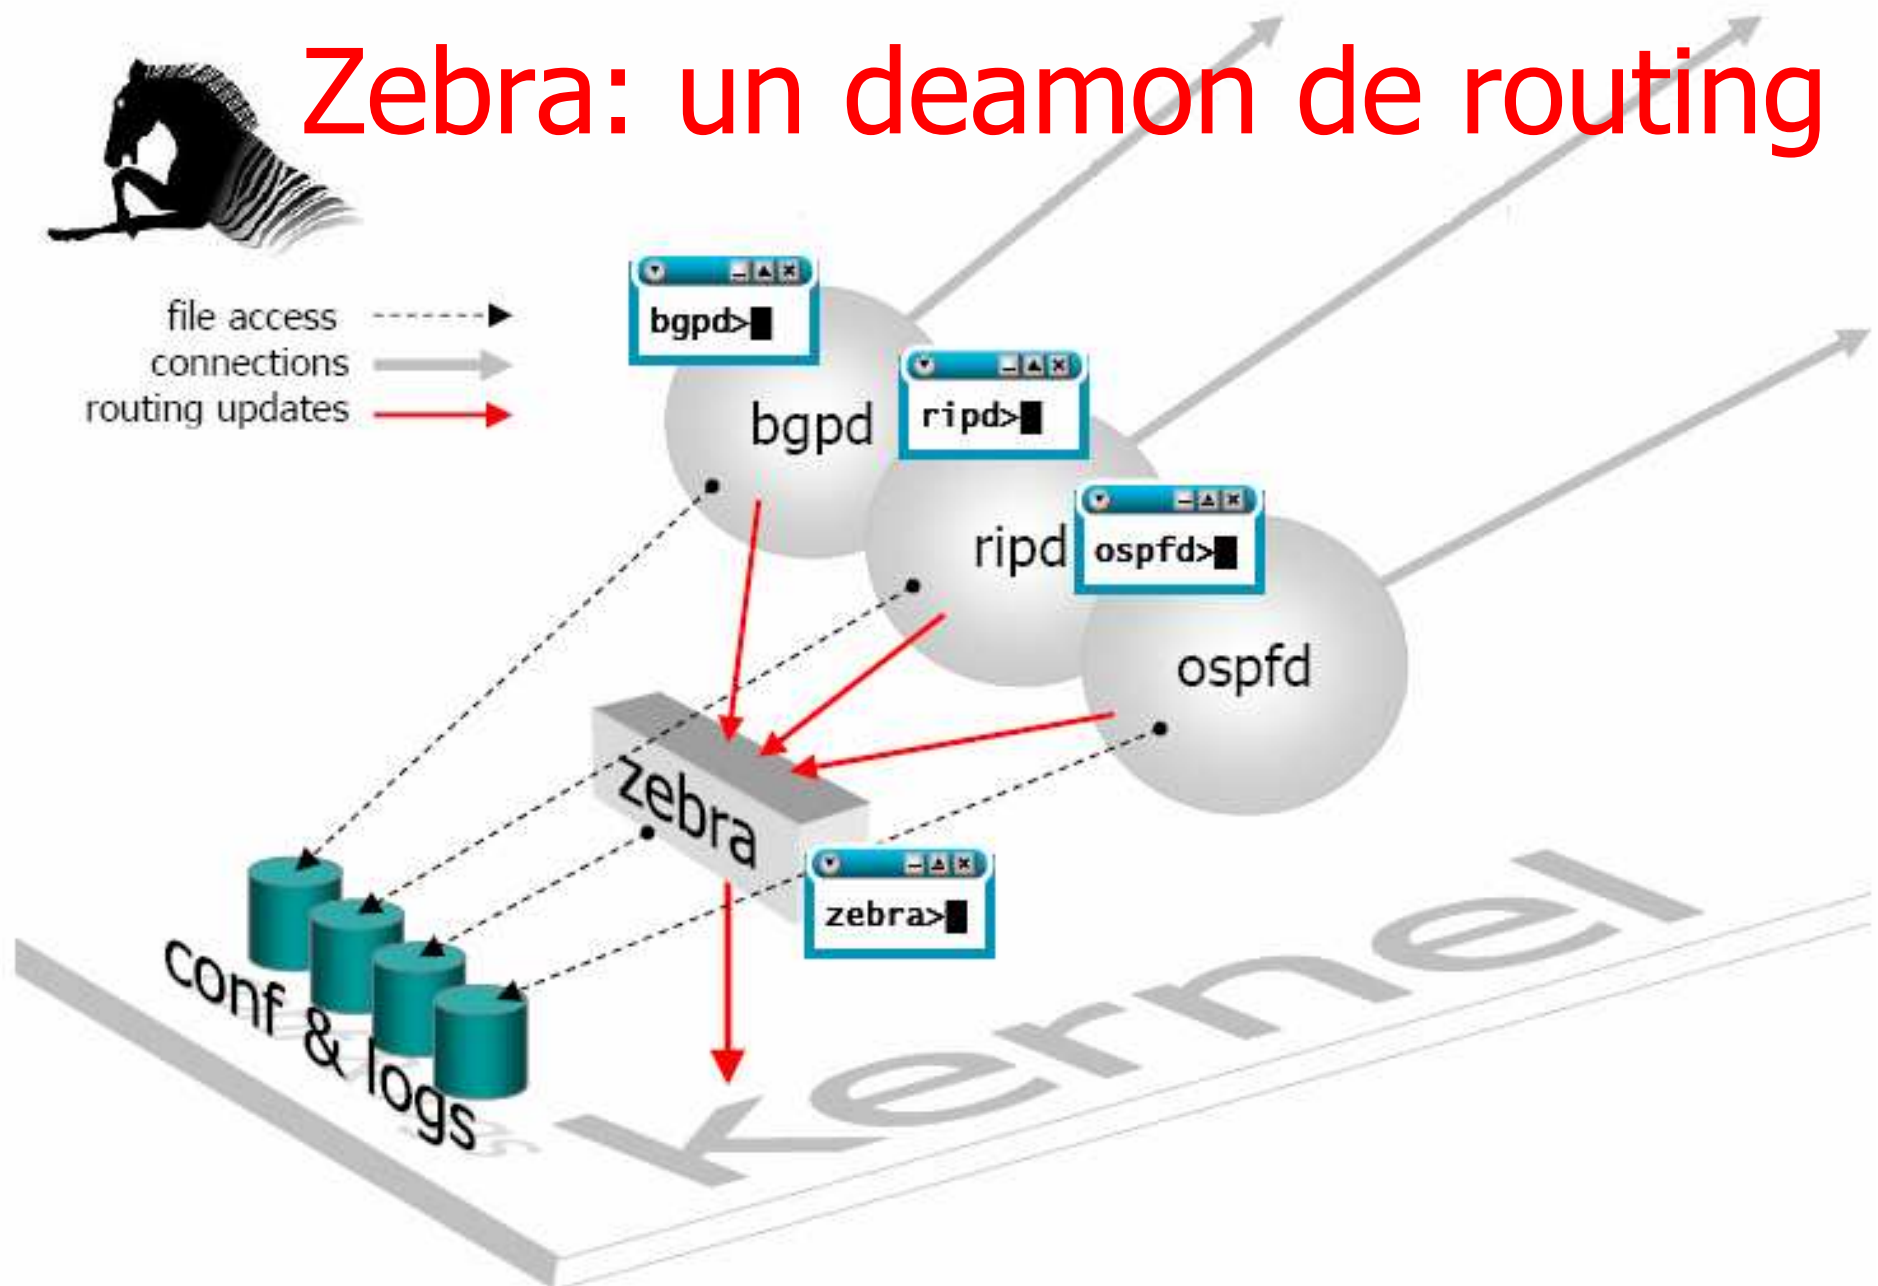 Zebra: un deamon de routing
file access
connections
routing updates
bgpd>
bgpd
ripd>
ripd
ospfd>
ospfd
zebra
zebra>
conf & logs
kernel